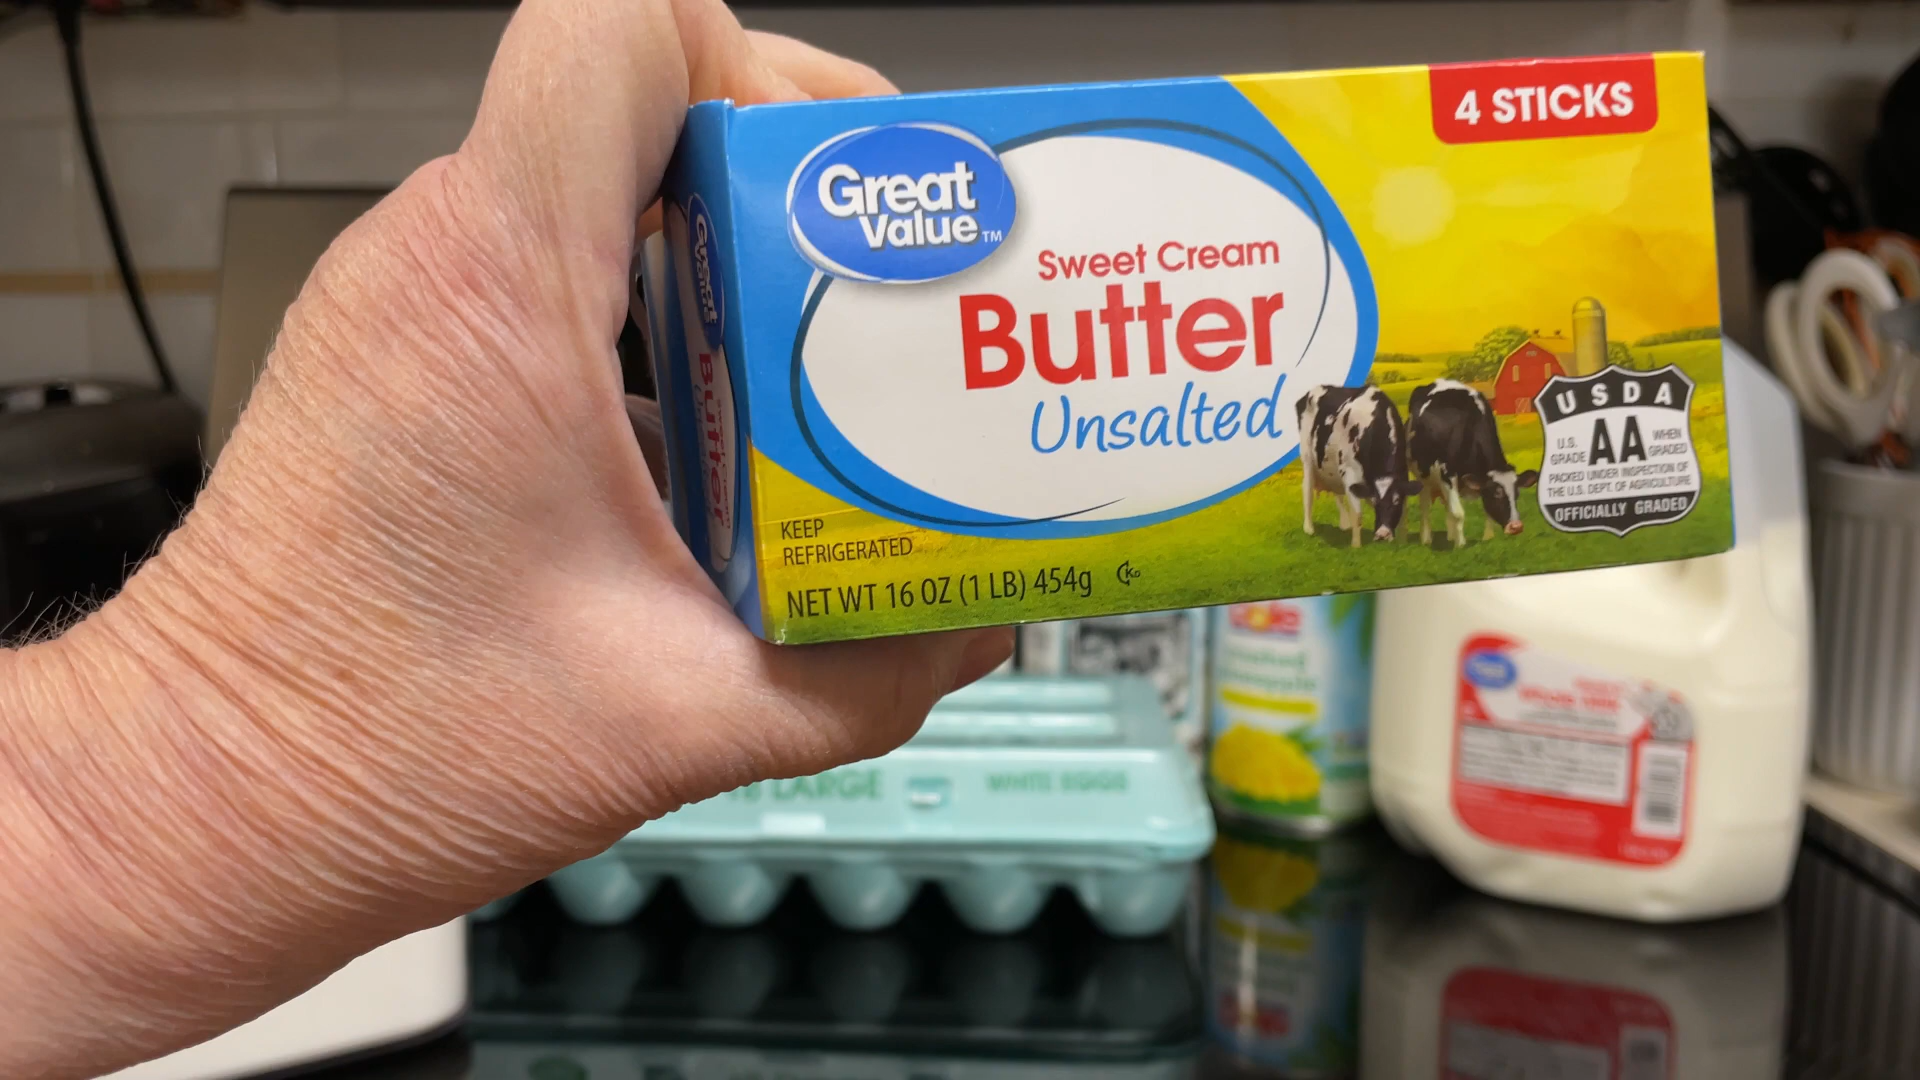 4 STICKS
Great
Value™
Sweet Cream
Butter
Unsalted
USDA
U.S. GRADE AA WHEN GRADED
PACKED UNDER INSPECTION OF
THE U.S. DEPT. OF AGRICULTURE
OFFICIALLY GRADED
KEEP
REFRIGERATED
NET WT 16 OZ (1 LB) 454g
Great
Value
Butter
LARGE
WHITE EGGS